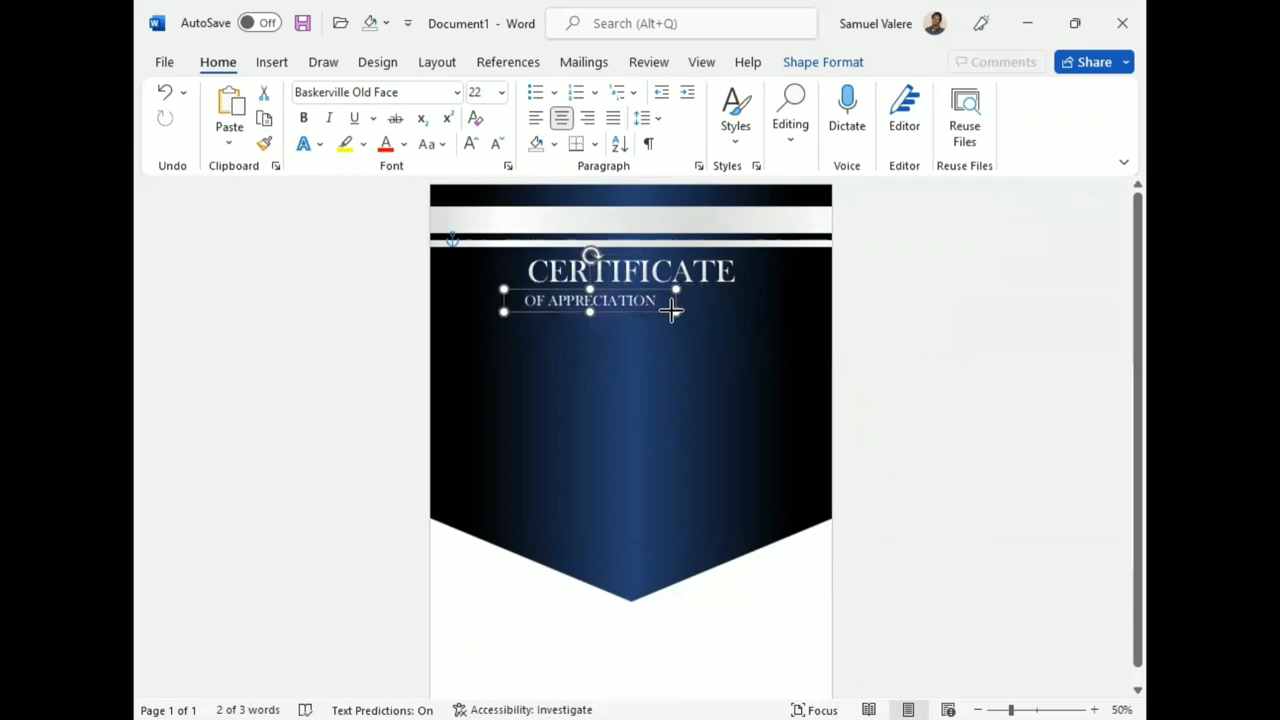 AutoSave Off Document1 - Word Search (Alt+Q) Samuel Valere
File Home Insert Draw Design Layout References Mailings Review View Help Shape Format Comments Share
Baskerville Old Face 22
Paste Styles Editing Dictate Editor Reuse Files
Undo Clipboard Font Paragraph Styles Voice Editor Reuse Files
CERTIFICATE
OF APPRECIATION
Page 1 of 1 2 of 3 words Text Predictions: On Accessibility: Investigate Focus 50%